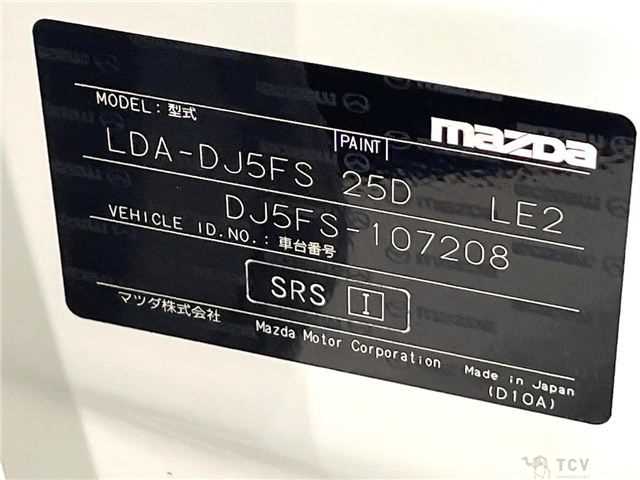 MODEL: 型式
PAINT
mazda
LDA-DJ5FS 25D LE2
DJ5FS-107208
VEHICLE ID.NO.: 車台番号
SRS I
マツダ株式会社
Mazda Motor Corporation
Made in Japan
(D10A)
TCV